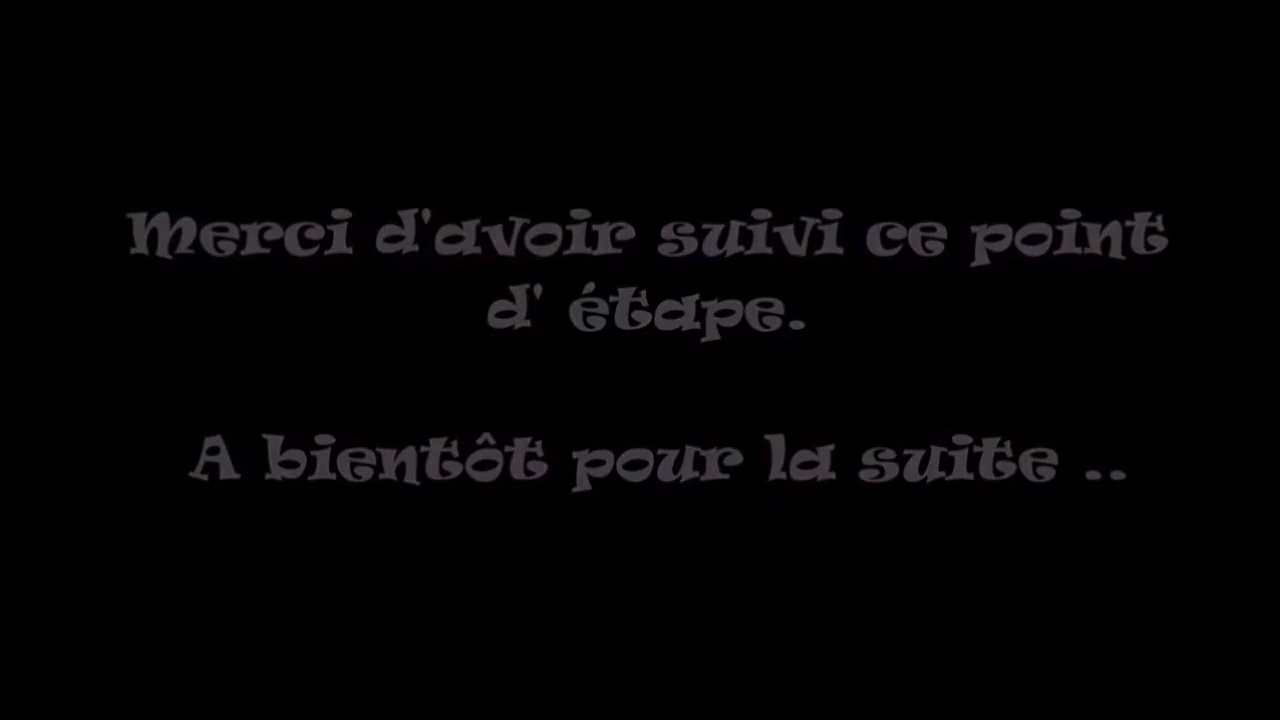 Merci d'avoir suivi ce point
d' étape.
A bientôt pour la suite ..